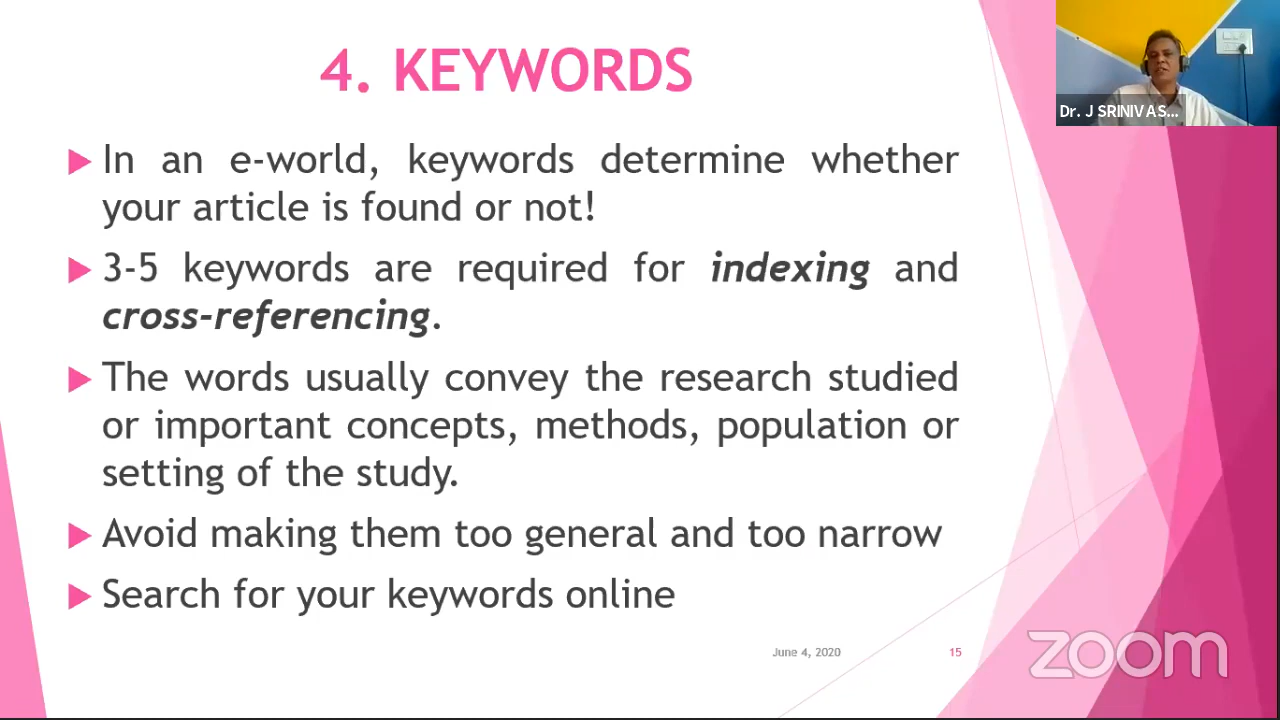 4. KEYWORDS
In an e-world, keywords determine whether
your article is found or not!
3-5 keywords are required for indexing and
cross-referencing.
The words usually convey the research studied
or important concepts, methods, population or
setting of the study.
Avoid making them too general and too narrow
Search for your keywords online
June 4, 2020
15
Dr. J SRINIVAS...
zoom